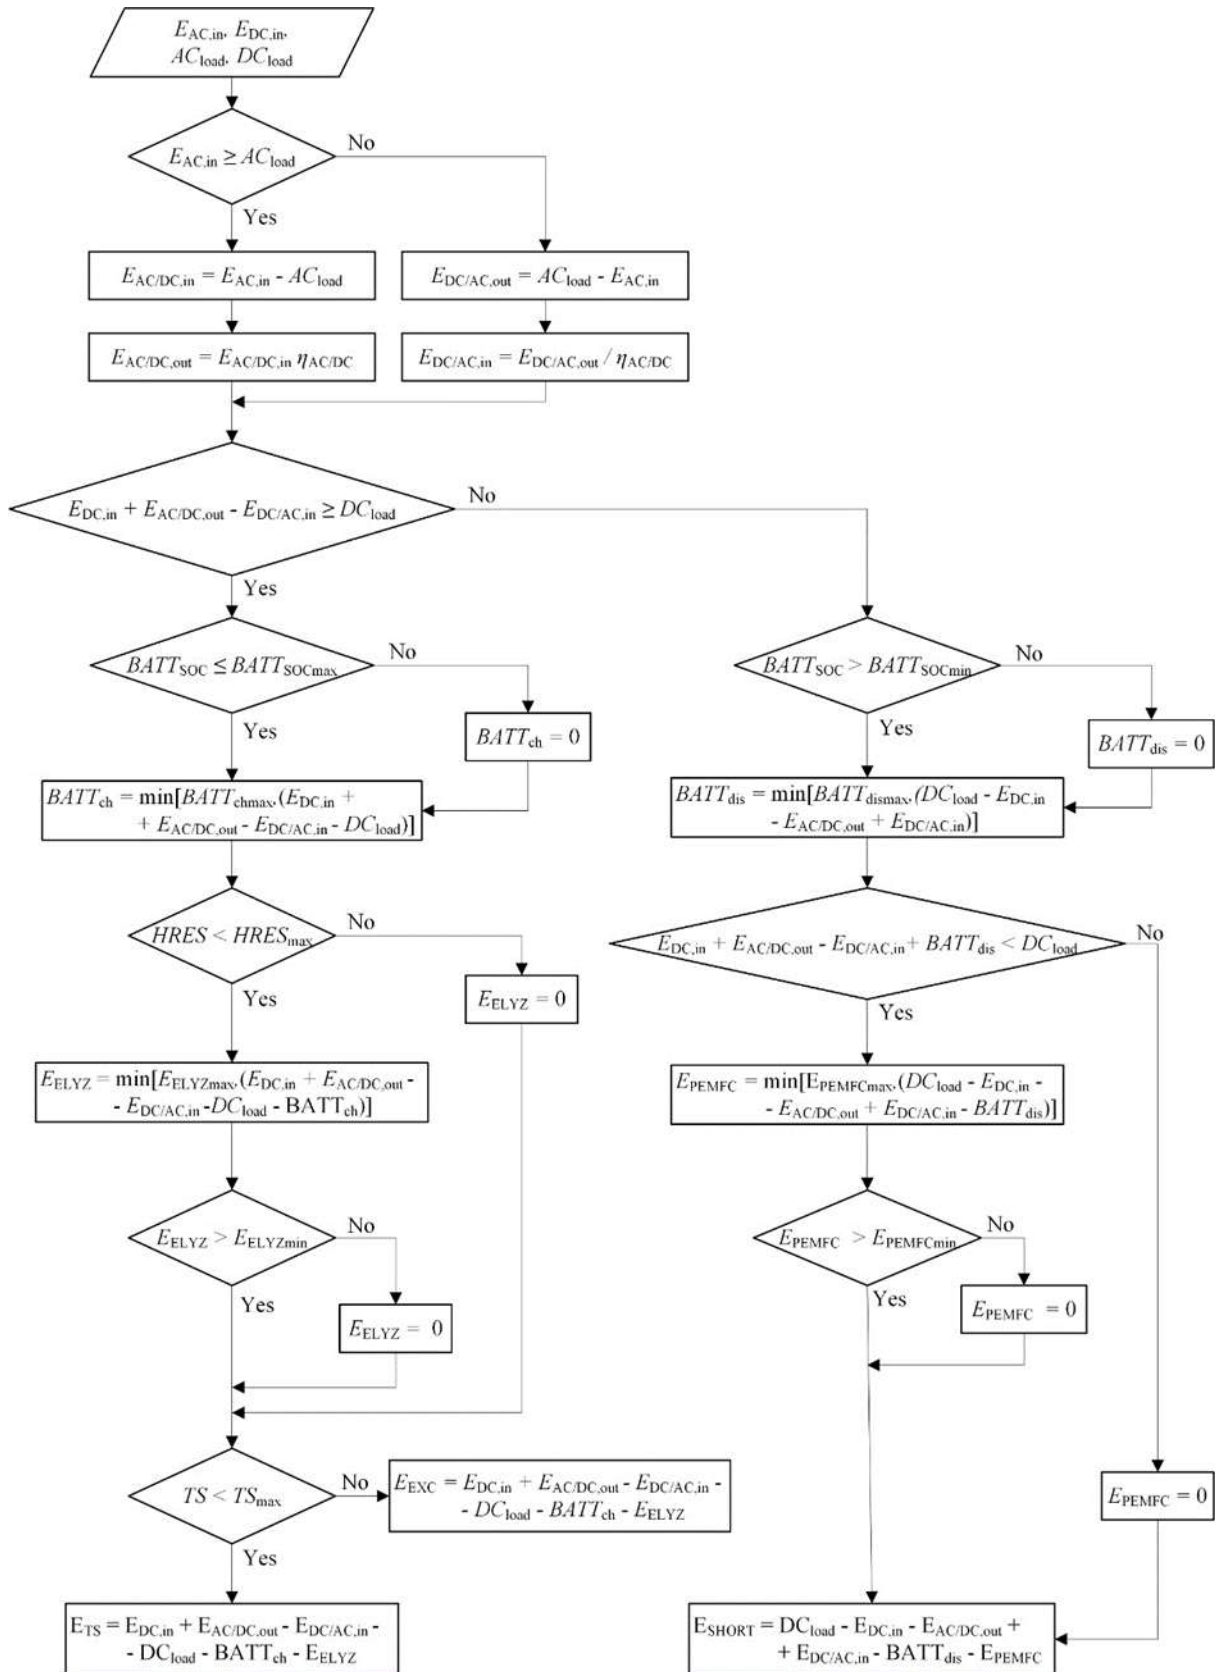 E_AC,in, E_DC,in,
AC_load, DC_load
E_AC,in ≥ AC_load
No
Yes
E_AC/DC,in = E_AC,in - AC_load
E_DC/AC,out = AC_load - E_AC,in
E_AC/DC,out = E_AC/DC,in η_AC/DC
E_DC/AC,in = E_DC/AC,out / η_AC/DC
E_DC,in + E_AC/DC,out - E_DC/AC,in ≥ DC_load
No
Yes
BATT_SOC ≤ BATT_SOCmax
No
Yes
BATT_ch = 0
BATT_ch = min[BATT_chmax,(E_DC,in +
+ E_AC/DC,out - E_DC/AC,in - DC_load)]
HRES < HRES_max
No
Yes
E_ELYZ = 0
E_ELYZ = min[E_ELYZmax,(E_DC,in + E_AC/DC,out -
- E_DC/AC,in -DC_load - BATT_ch)]
E_ELYZ > E_ELYZmin
No
Yes
E_ELYZ = 0
TS < TS_max
No
Yes
E_EXC = E_DC,in + E_AC/DC,out - E_DC/AC,in -
- DC_load - BATT_ch - E_ELYZ
E_TS = E_DC,in + E_AC/DC,out - E_DC/AC,in -
- DC_load - BATT_ch - E_ELYZ
BATT_SOC > BATT_SOCmin
No
Yes
BATT_dis = 0
BATT_dis = min[BATT_dismax,(DC_load - E_DC,in
- E_AC/DC,out + E_DC/AC,in)]
E_DC,in + E_AC/DC,out - E_DC/AC,in + BATT_dis < DC_load
No
Yes
E_PEMFC = min[E_PEMFCmax,(DC_load - E_DC,in -
- E_AC/DC,out + E_DC/AC,in - BATT_dis)]
E_PEMFC > E_PEMFCmin
No
Yes
E_PEMFC = 0
E_PEMFC = 0
E_SHORT = DC_load - E_DC,in - E_AC/DC,out +
+ E_DC/AC,in - BATT_dis - E_PEMFC